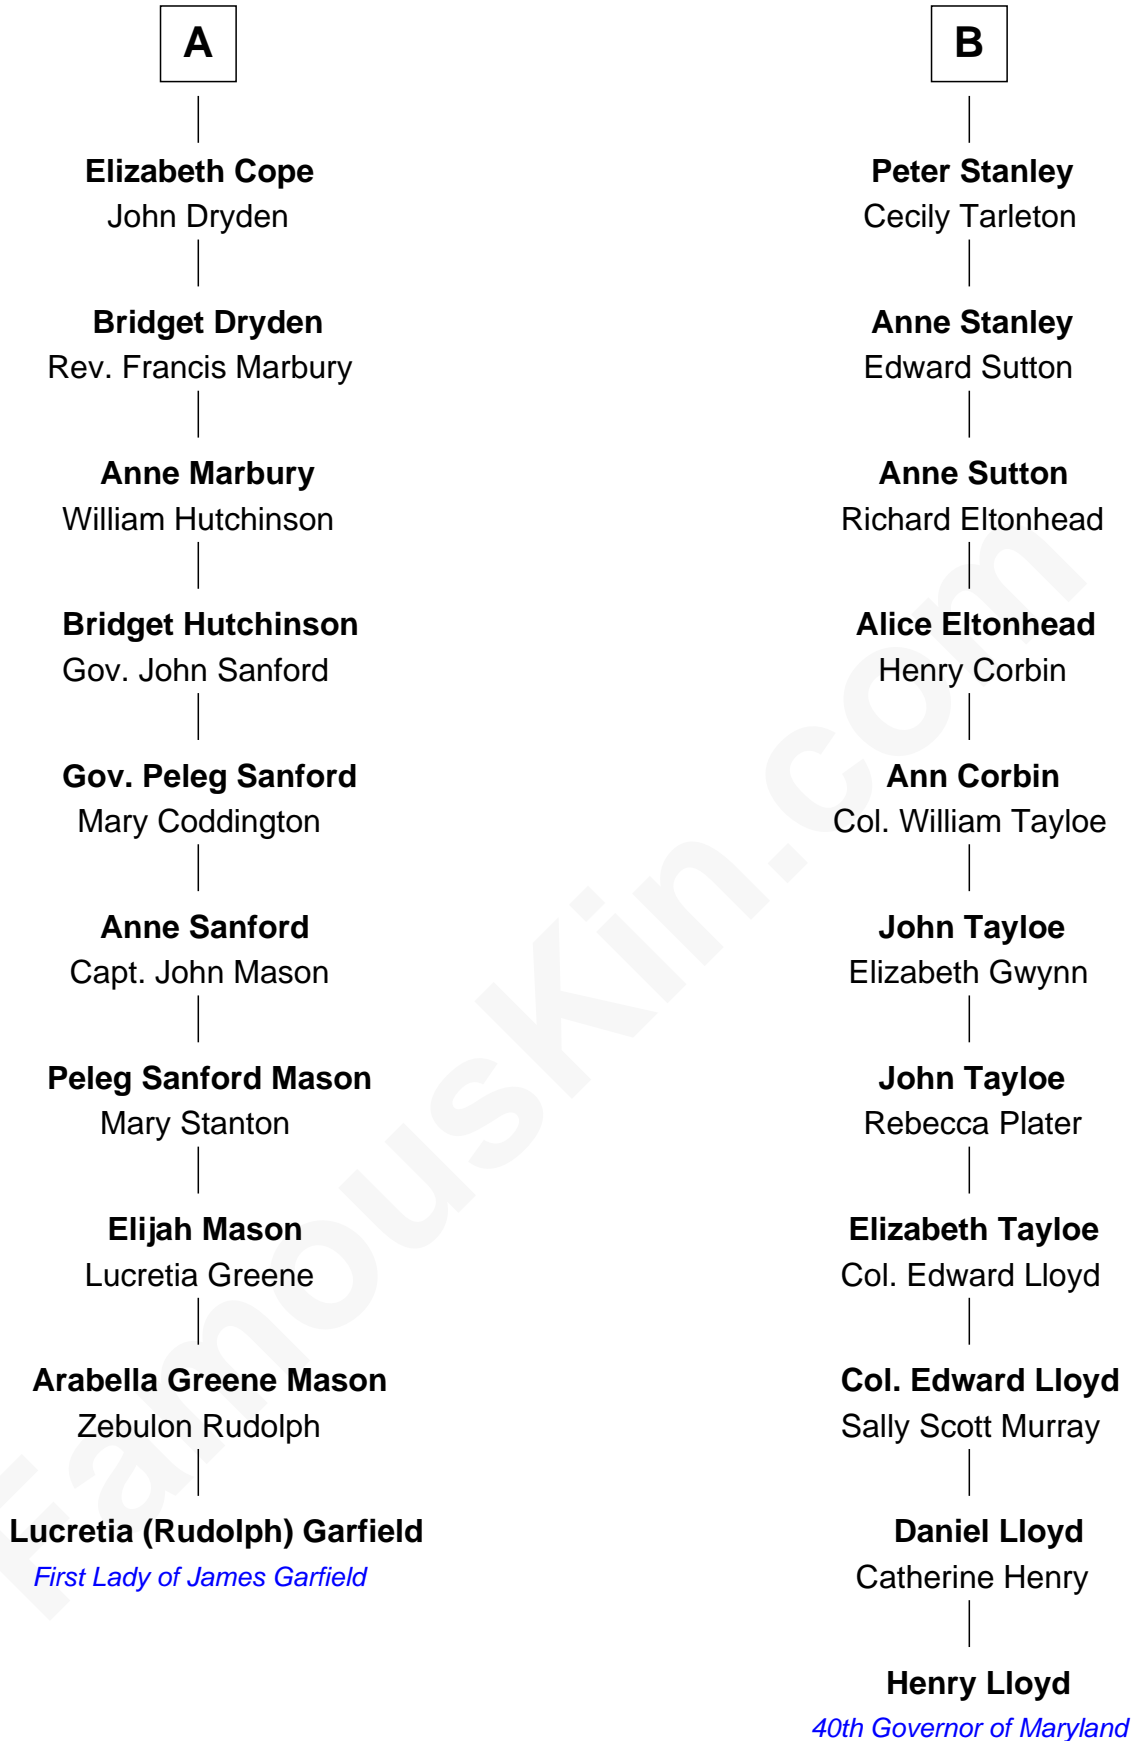 A
Elizabeth Cope
John Dryden
Bridget Dryden
Rev. Francis Marbury
Anne Marbury
William Hutchinson
Bridget Hutchinson
Gov. John Sanford
Gov. Peleg Sanford
Mary Coddington
Anne Sanford
Capt. John Mason
Peleg Sanford Mason
Mary Stanton
Elijah Mason
Lucretia Greene
Arabella Greene Mason
Zebulon Rudolph
Lucretia (Rudolph) Garfield
First Lady of James Garfield
B
Peter Stanley
Cecily Tarleton
Anne Stanley
Edward Sutton
Anne Sutton
Richard Eltonhead
Alice Eltonhead
Henry Corbin
Ann Corbin
Col. William Tayloe
John Tayloe
Elizabeth Gwynn
John Tayloe
Rebecca Plater
Elizabeth Tayloe
Col. Edward Lloyd
Col. Edward Lloyd
Sally Scott Murray
Daniel Lloyd
Catherine Henry
Henry Lloyd
40th Governor of Maryland
FamousKin.com